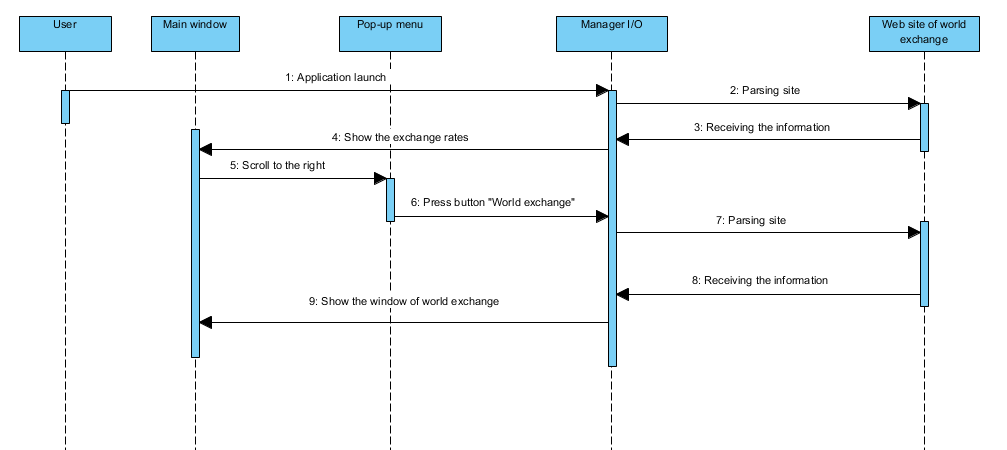 User
Main window
Pop-up menu
Manager I/O
Web site of world
exchange
1: Application launch
2: Parsing site
3: Receiving the information
4: Show the exchange rates
5: Scroll to the right
6: Press button "World exchange"
7: Parsing site
8: Receiving the information
9: Show the window of world exchange